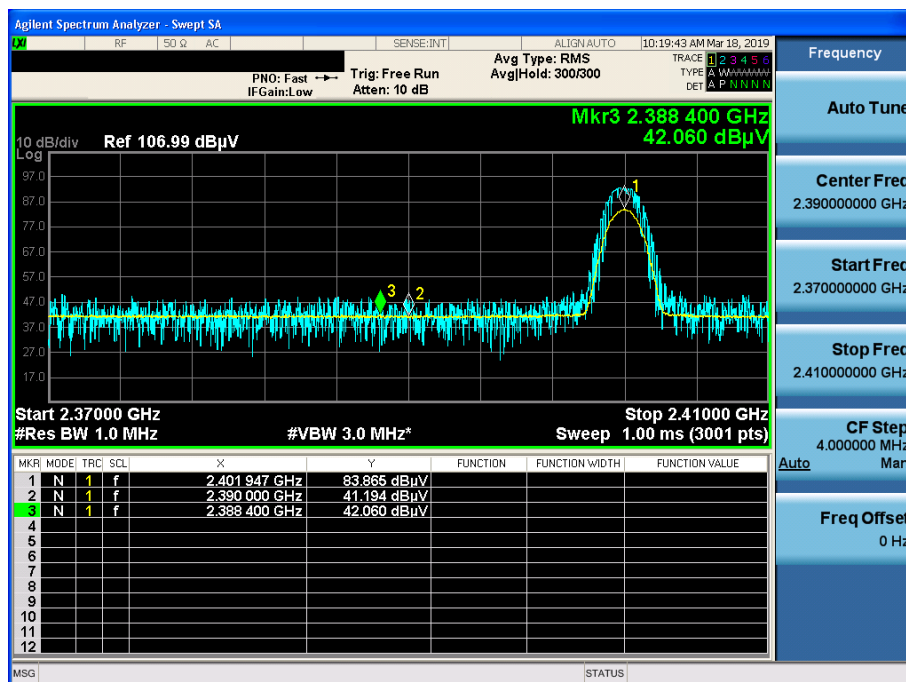 Agilent Spectrum Analyzer - Swept SA
LXI RF 50 Ω AC SENSE:INT ALIGN AUTO 10:19:43 AM Mar 18, 2019
Frequency
PNO: Fast Trig: Free Run Avg Type: RMS TRACE 1 2 3 4 5 6
IFGain:Low Atten: 10 dB Avg|Hold: 300/300 TYPE A WWWWWW
DET A P N N N N
Auto Tune
Mkr3 2.388 400 GHz
42.060 dBµV
10 dB/div Ref 106.99 dBµV
Log
97.0
87.0
77.0
67.0
57.0
47.0
37.0
27.0
17.0
1
3
2
Center Freq
2.390000000 GHz
Start Freq
2.370000000 GHz
Stop Freq
2.410000000 GHz
Start 2.37000 GHz Stop 2.41000 GHz
#Res BW 1.0 MHz #VBW 3.0 MHz* Sweep 1.00 ms (3001 pts)
CF Step
4.000000 MHz
Auto Man
MKR MODE TRC SCL X Y FUNCTION FUNCTION WIDTH FUNCTION VALUE
1 N 1 f 2.401 947 GHz 83.865 dBµV
2 N 1 f 2.390 000 GHz 41.194 dBµV
3 N 1 f 2.388 400 GHz 42.060 dBµV
4
5
6
7
8
9
10
11
12
Freq Offset
0 Hz
MSG STATUS